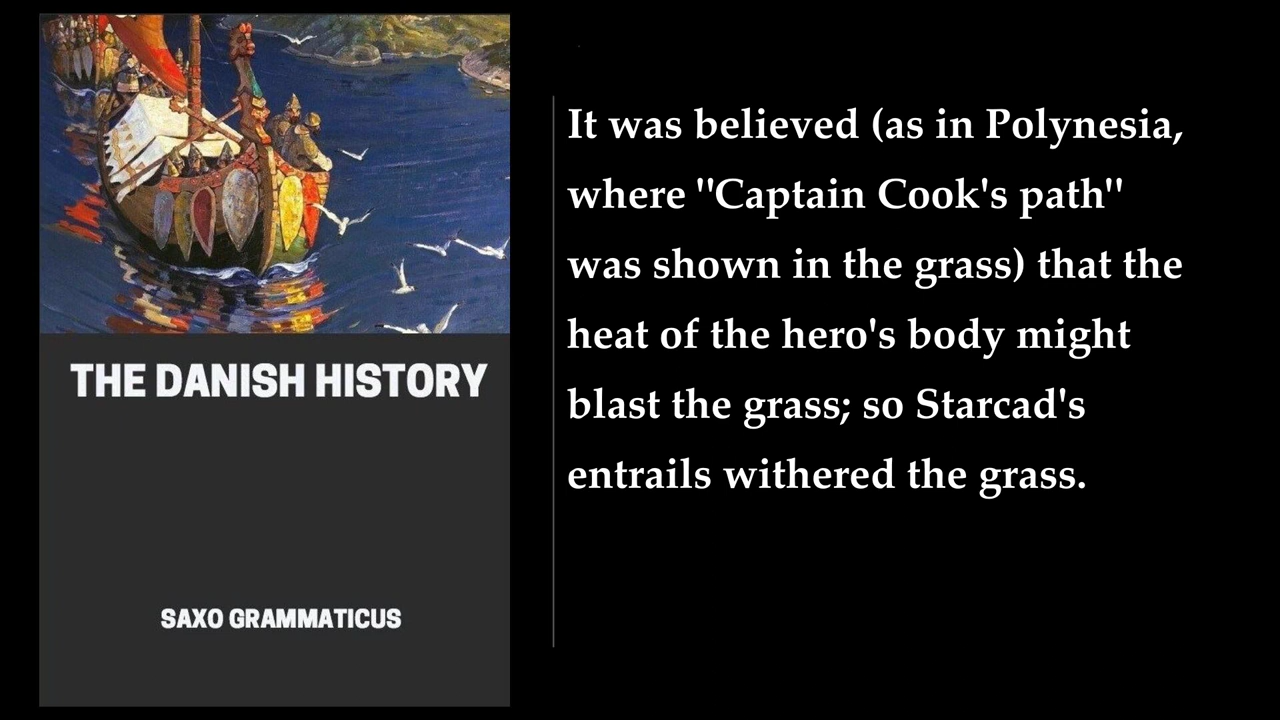 THE DANISH HISTORY
SAXO GRAMMATICUS
It was believed (as in Polynesia,
where "Captain Cook's path"
was shown in the grass) that the
heat of the hero's body might
blast the grass; so Starcad's
entrails withered the grass.